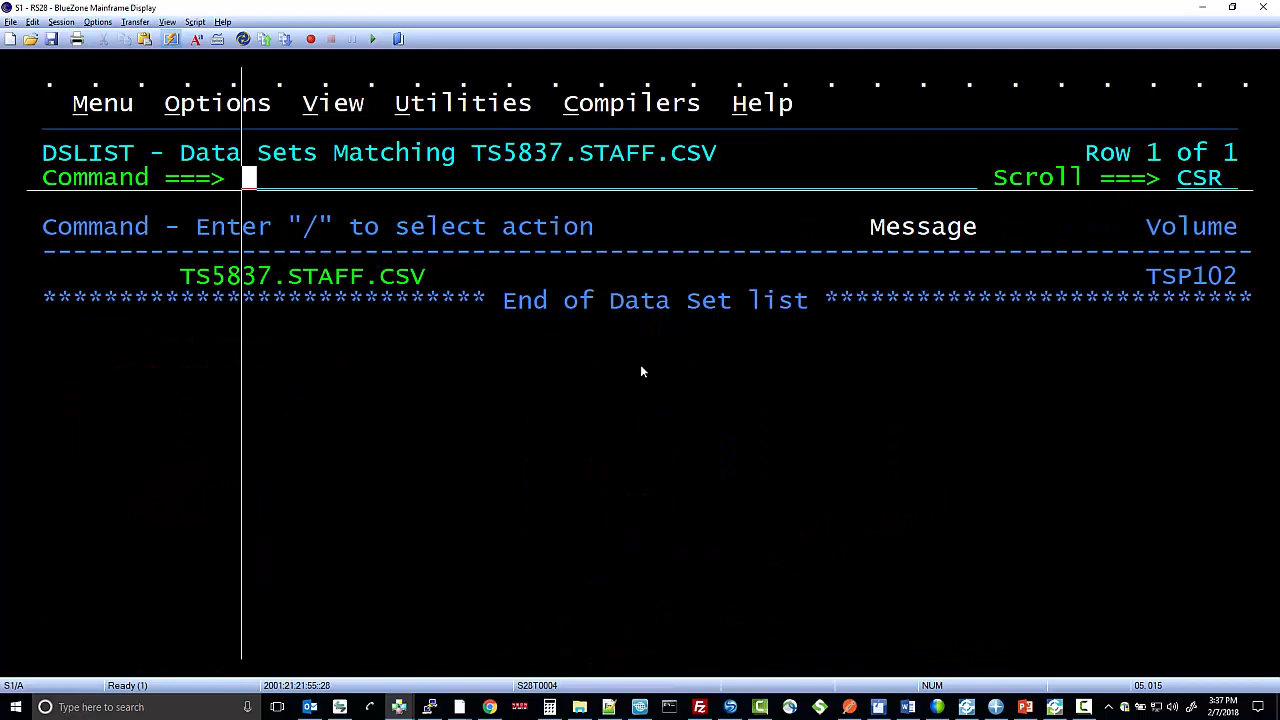 S1 - RS28 - BlueZone Mainframe Display
File Edit Session Options Transfer View Script Help
Menu Options View Utilities Compilers Help
DSLIST - Data Sets Matching TS5837.STAFF.CSV Row 1 of 1
Command ===> Scroll ===> CSR
Command - Enter "/" to select action Message Volume
-------------------------------------------------------------------------------
TS5837.STAFF.CSV TSP102
***************************** End of Data Set list ****************************
S1/A Ready (1) 2001:21:21:55::28 S28T0004 NUM 05, 015
Type here to search 3:37 PM
2/7/2018